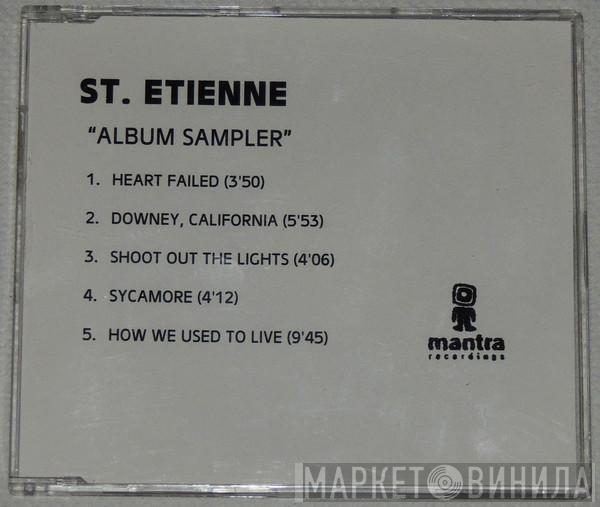 ST. ETIENNE
“ALBUM SAMPLER”
1. HEART FAILED (3'50)
2. DOWNEY, CALIFORNIA (5'53)
3. SHOOT OUT THE LIGHTS (4'06)
4. SYCAMORE (4'12)
5. HOW WE USED TO LIVE (9'45)
mantra
recordings
МАРКЕТ ВИНИЛА